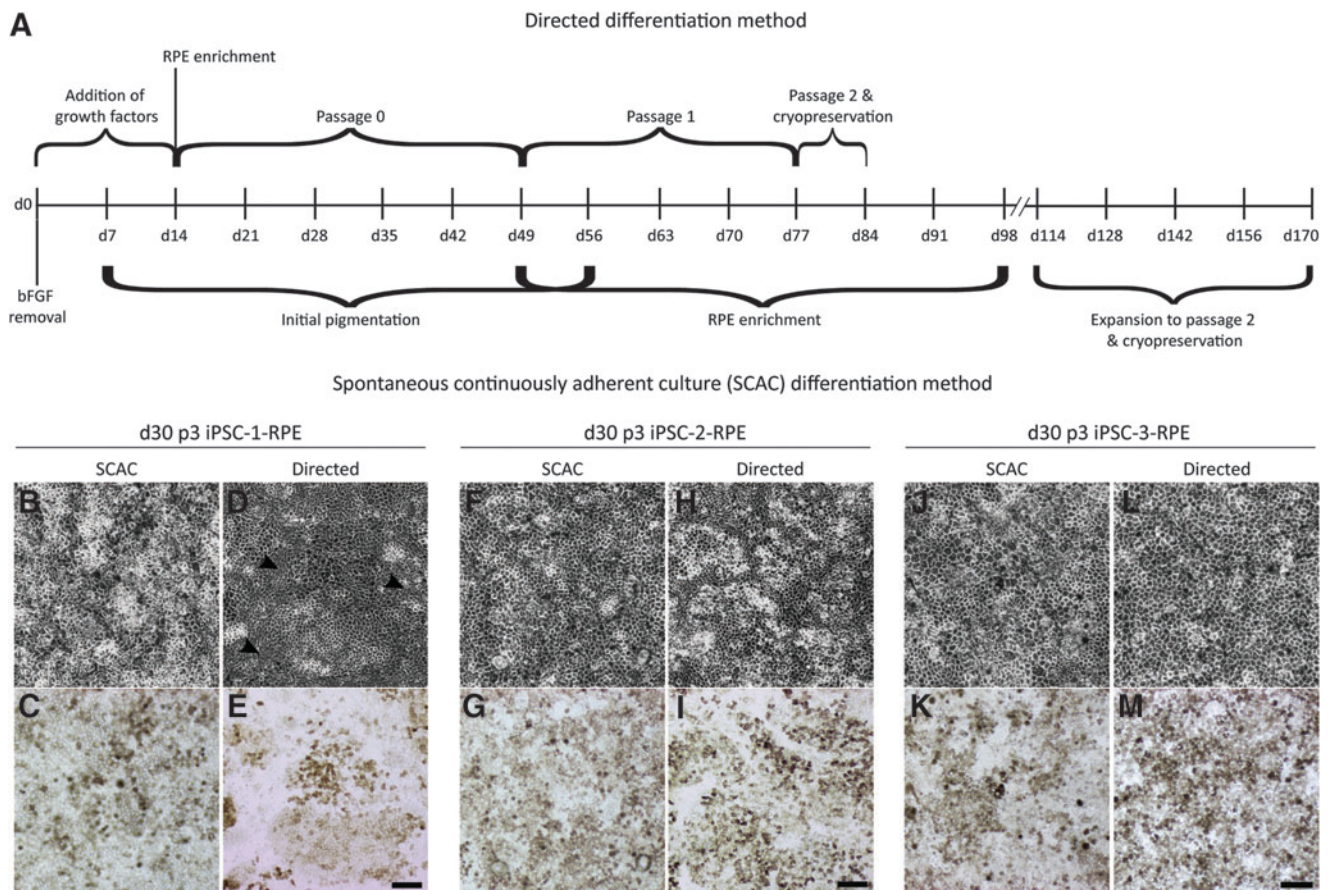 A
Directed differentiation method
RPE enrichment
Addition of
growth factors
Passage 0
Passage 1
Passage 2 &
cryopreservation
d0
d7 d14 d21 d28 d35 d42 d49 d56 d63 d70 d77 d84 d91 d98 d114 d128 d142 d156 d170
bFGF
removal
Initial pigmentation
RPE enrichment
Expansion to passage 2
& cryopreservation
Spontaneous continuously adherent culture (SCAC) differentiation method
d30 p3 iPSC-1-RPE d30 p3 iPSC-2-RPE d30 p3 iPSC-3-RPE
SCAC Directed SCAC Directed SCAC Directed
B D F H J L
C E G I K M